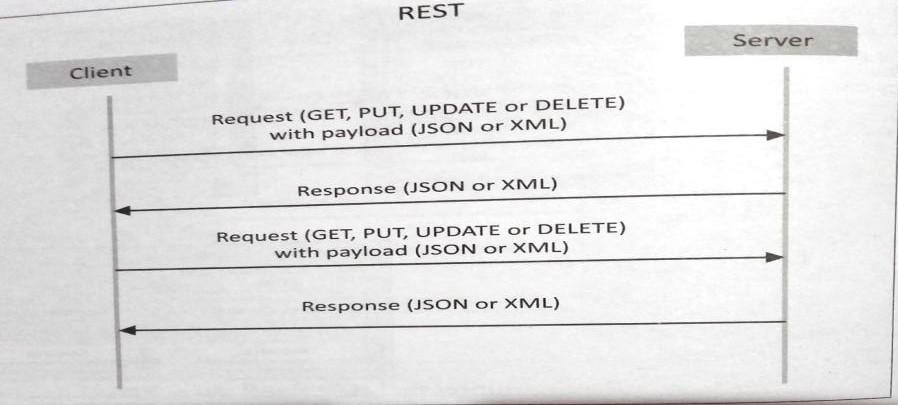 REST
Server
Client
Request (GET, PUT, UPDATE or DELETE)
with payload (JSON or XML)
Response (JSON or XML)
Request (GET, PUT, UPDATE or DELETE)
with payload (JSON or XML)
Response (JSON or XML)